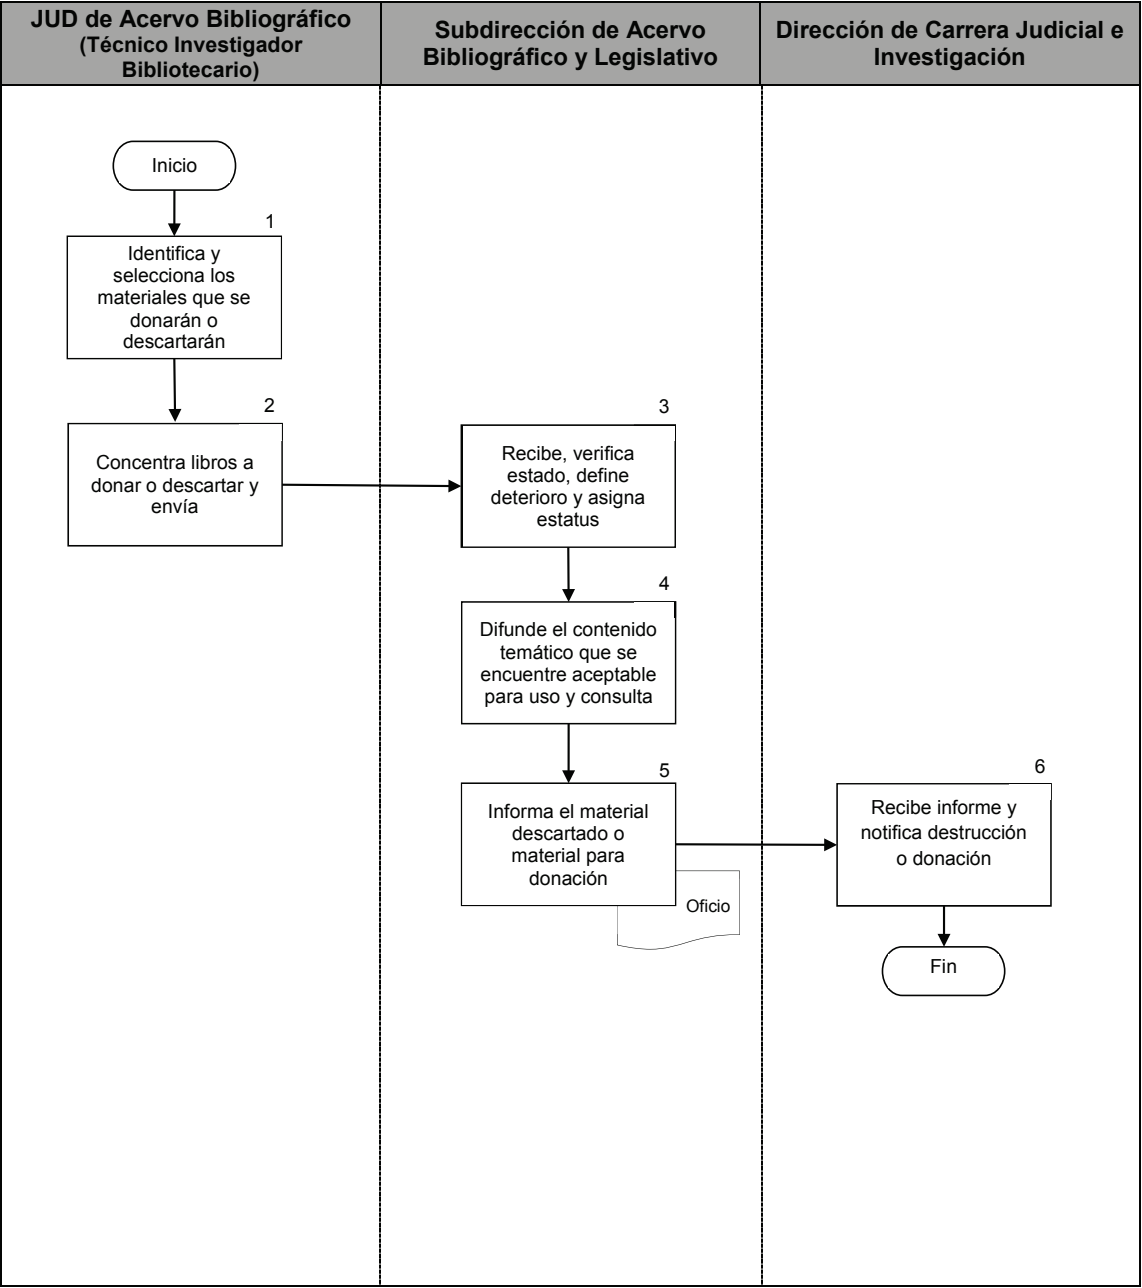 JUD de Acervo Bibliográfico
(Técnico Investigador
Bibliotecario)
Subdirección de Acervo
Bibliográfico y Legislativo
Dirección de Carrera Judicial e
Investigación
Inicio
1
Identifica y
selecciona los
materiales que se
donarán o
descartarán
2
Concentra libros a
donar o descartar y
envía
3
Recibe, verifica
estado, define
deterioro y asigna
estatus
4
Difunde el contenido
temático que se
encuentre aceptable
para uso y consulta
5
Informa el material
descartado o
material para
donación
Oficio
6
Recibe informe y
notifica destrucción
o donación
Fin